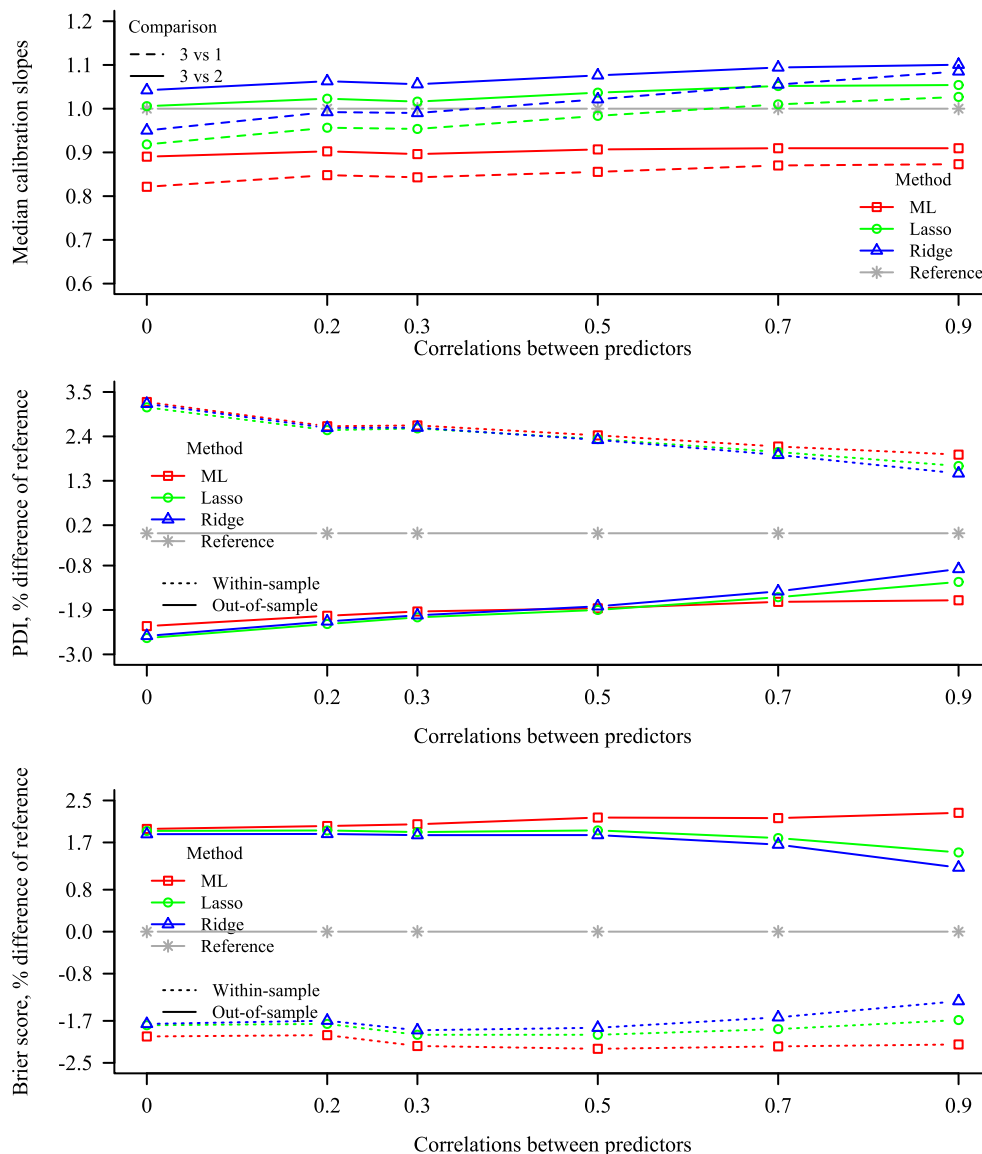 Median calibration slopes
1.2
1.1
1.0
0.9
0.8
0.7
0.6
Comparison
3 vs 1
3 vs 2
Method
ML
Lasso
Ridge
Reference
0 0.2 0.3 0.5 0.7 0.9
Correlations between predictors
PDI, % difference of reference
3.5
2.4
1.3
0.2
-0.8
-1.9
-3.0
Method
ML
Lasso
Ridge
Reference
Within-sample
Out-of-sample
0 0.2 0.3 0.5 0.7 0.9
Correlations between predictors
Brier score, % difference of reference
2.5
1.7
0.8
0.0
-0.8
-1.7
-2.5
Method
ML
Lasso
Ridge
Reference
Within-sample
Out-of-sample
0 0.2 0.3 0.5 0.7 0.9
Correlations between predictors